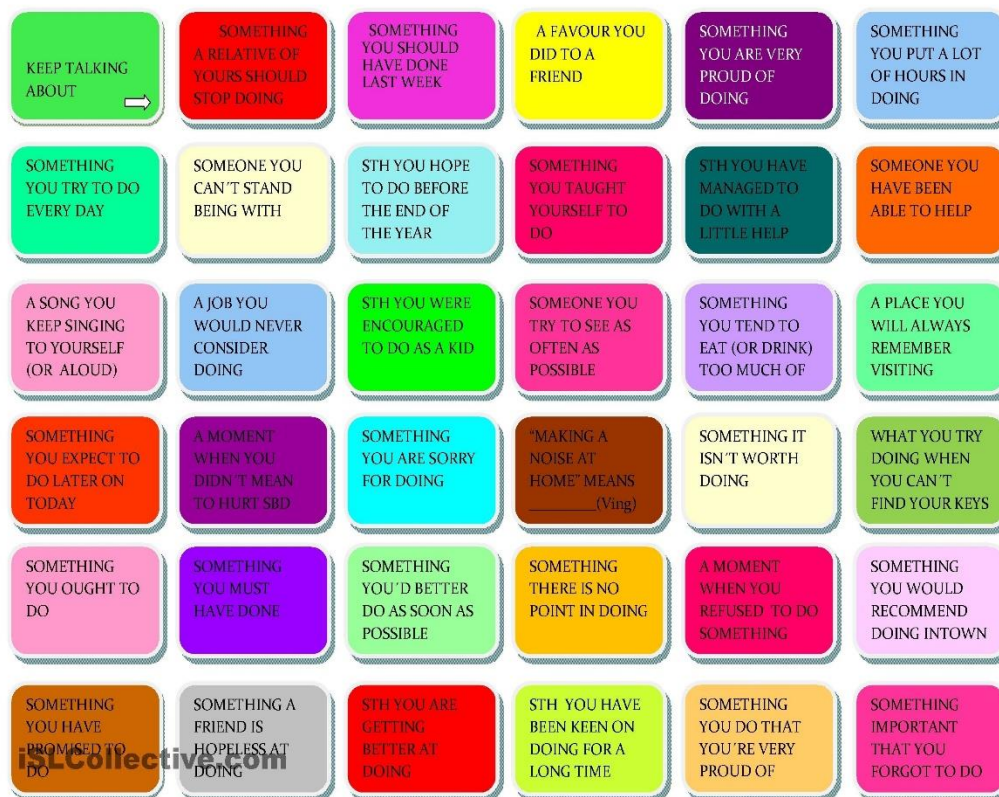 KEEP TALKING
ABOUT
SOMETHING
A RELATIVE OF
YOURS SHOULD
STOP DOING
SOMETHING
YOU SHOULD
HAVE DONE
LAST WEEK
A FAVOUR YOU
DID TO A
FRIEND
SOMETHING
YOU ARE VERY
PROUD OF
DOING
SOMETHING
YOU PUT A LOT
OF HOURS IN
DOING
SOMETHING
YOU TRY TO DO
EVERY DAY
SOMEONE YOU
CAN´T STAND
BEING WITH
STH YOU HOPE
TO DO BEFORE
THE END OF
THE YEAR
SOMETHING
YOU TAUGHT
YOURSELF TO
DO
STH YOU HAVE
MANAGED TO
DO WITH A
LITTLE HELP
SOMEONE YOU
HAVE BEEN
ABLE TO HELP
A SONG YOU
KEEP SINGING
TO YOURSELF
(OR ALOUD)
A JOB YOU
WOULD NEVER
CONSIDER
DOING
STH YOU WERE
ENCOURAGED
TO DO AS A KID
SOMEONE YOU
TRY TO SEE AS
OFTEN AS
POSSIBLE
SOMETHING
YOU TEND TO
EAT (OR DRINK)
TOO MUCH OF
A PLACE YOU
WILL ALWAYS
REMEMBER
VISITING
SOMETHING
YOU EXPECT TO
DO LATER ON
TODAY
A MOMENT
WHEN YOU
DIDN´T MEAN
TO HURT SBD
SOMETHING
YOU ARE SORRY
FOR DOING
“MAKING A
NOISE AT
HOME” MEANS
_________(Ving)
SOMETHING IT
ISN´T WORTH
DOING
WHAT YOU TRY
DOING WHEN
YOU CAN´T
FIND YOUR KEYS
SOMETHING
YOU OUGHT TO
DO
SOMETHING
YOU MUST
HAVE DONE
SOMETHING
YOU´D BETTER
DO AS SOON AS
POSSIBLE
SOMETHING
THERE IS NO
POINT IN DOING
A MOMENT
WHEN YOU
REFUSED TO DO
SOMETHING
SOMETHING
YOU WOULD
RECOMMEND
DOING INTOWN
SOMETHING
YOU HAVE
PROMISED TO
DO
SOMETHING A
FRIEND IS
HOPELESS AT
DOING
STH YOU ARE
GETTING
BETTER AT
DOING
STH YOU HAVE
BEEN KEEN ON
DOING FOR A
LONG TIME
SOMETHING
YOU DO THAT
YOU´RE VERY
PROUD OF
SOMETHING
IMPORTANT
THAT YOU
FORGOT TO DO
iSLCollective.com